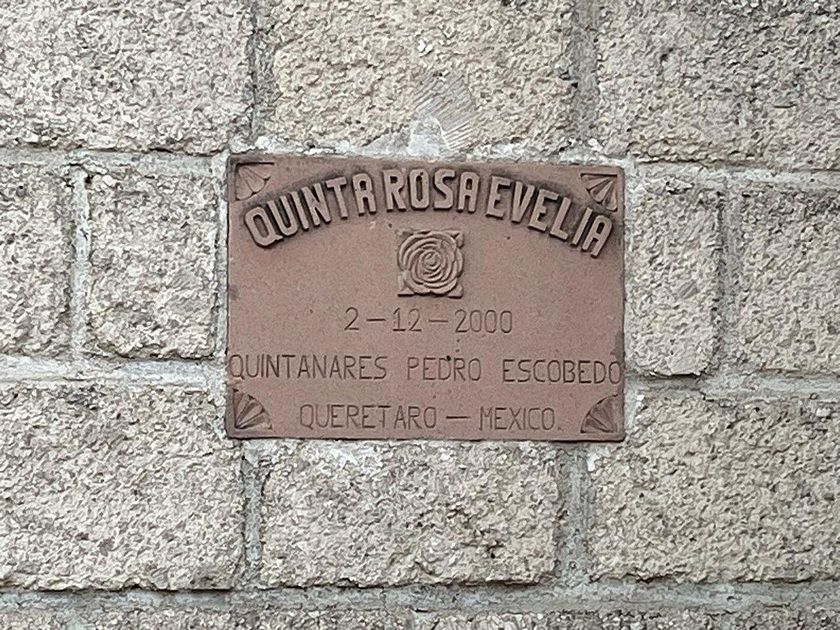 QUINTA ROSA EVELIA
2-12-2000
QUINTANARES PEDRO ESCOBEDO
QUERETARO - MEXICO.